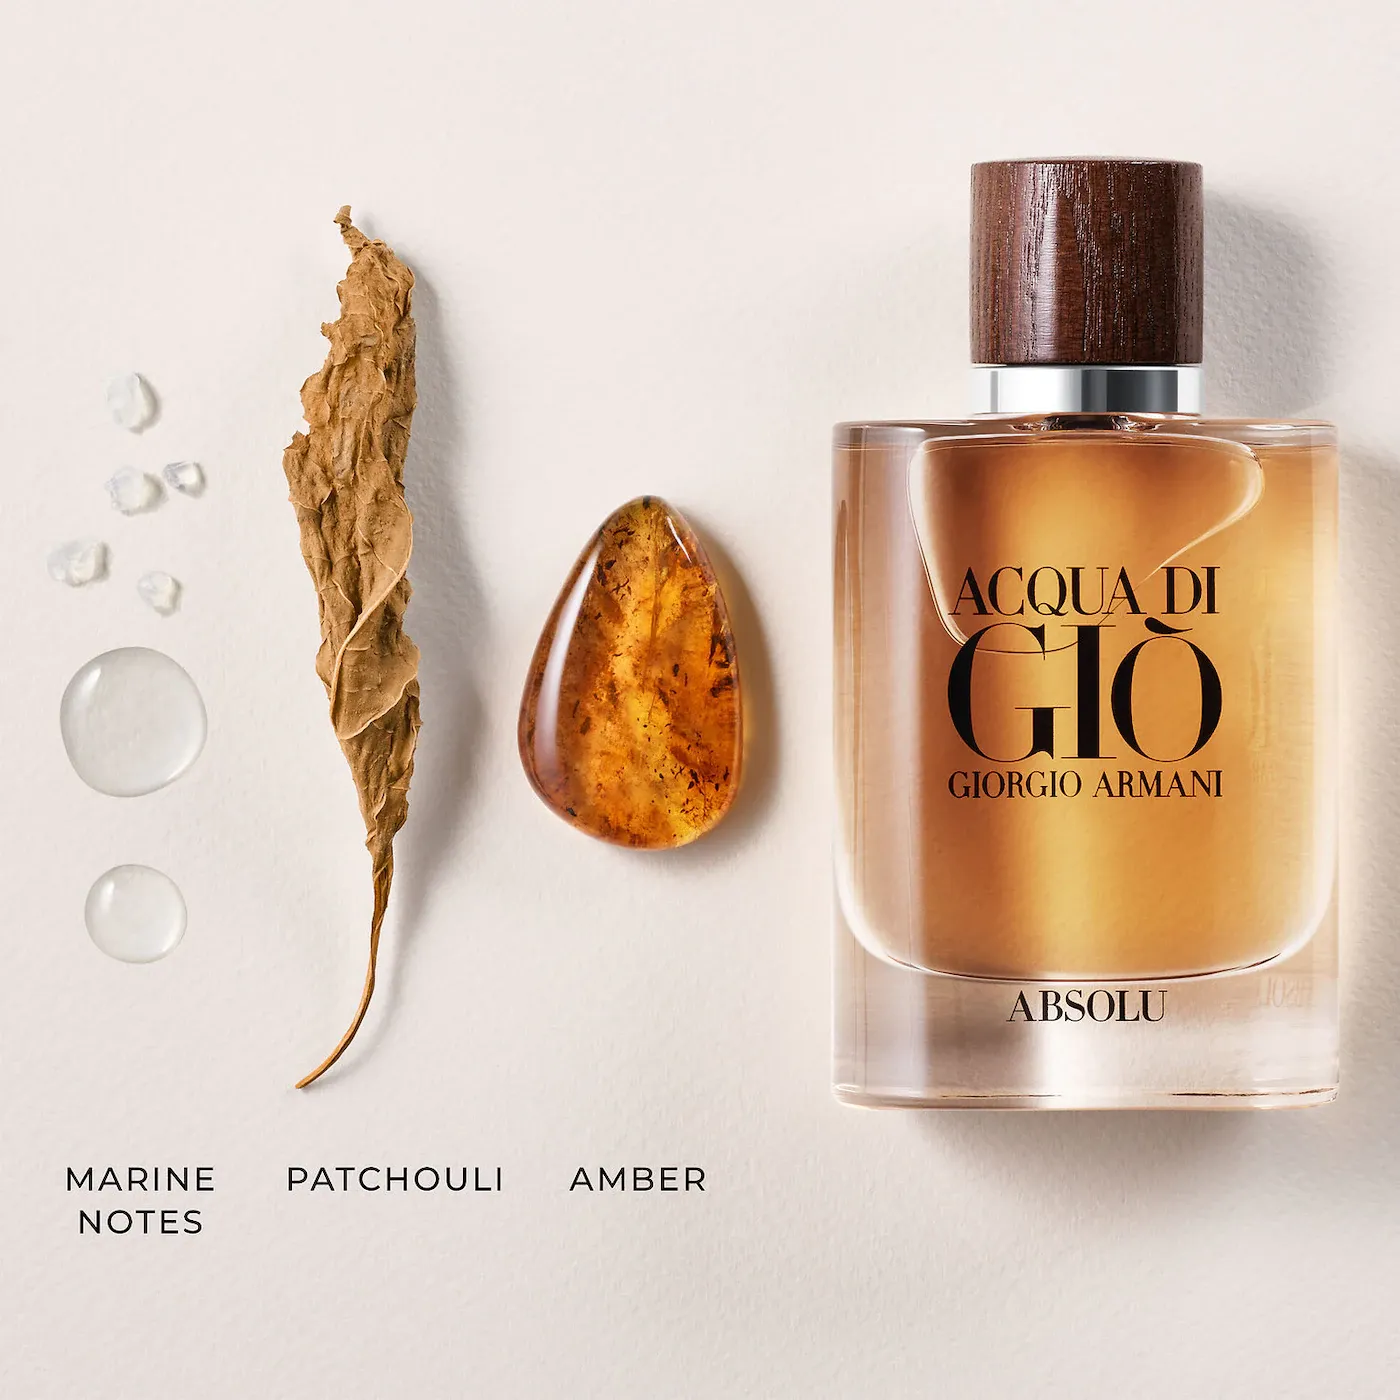 ACQUA DI
GIÒ
GIORGIO ARMANI
ABSOLU
MARINE
NOTES
PATCHOULI
AMBER